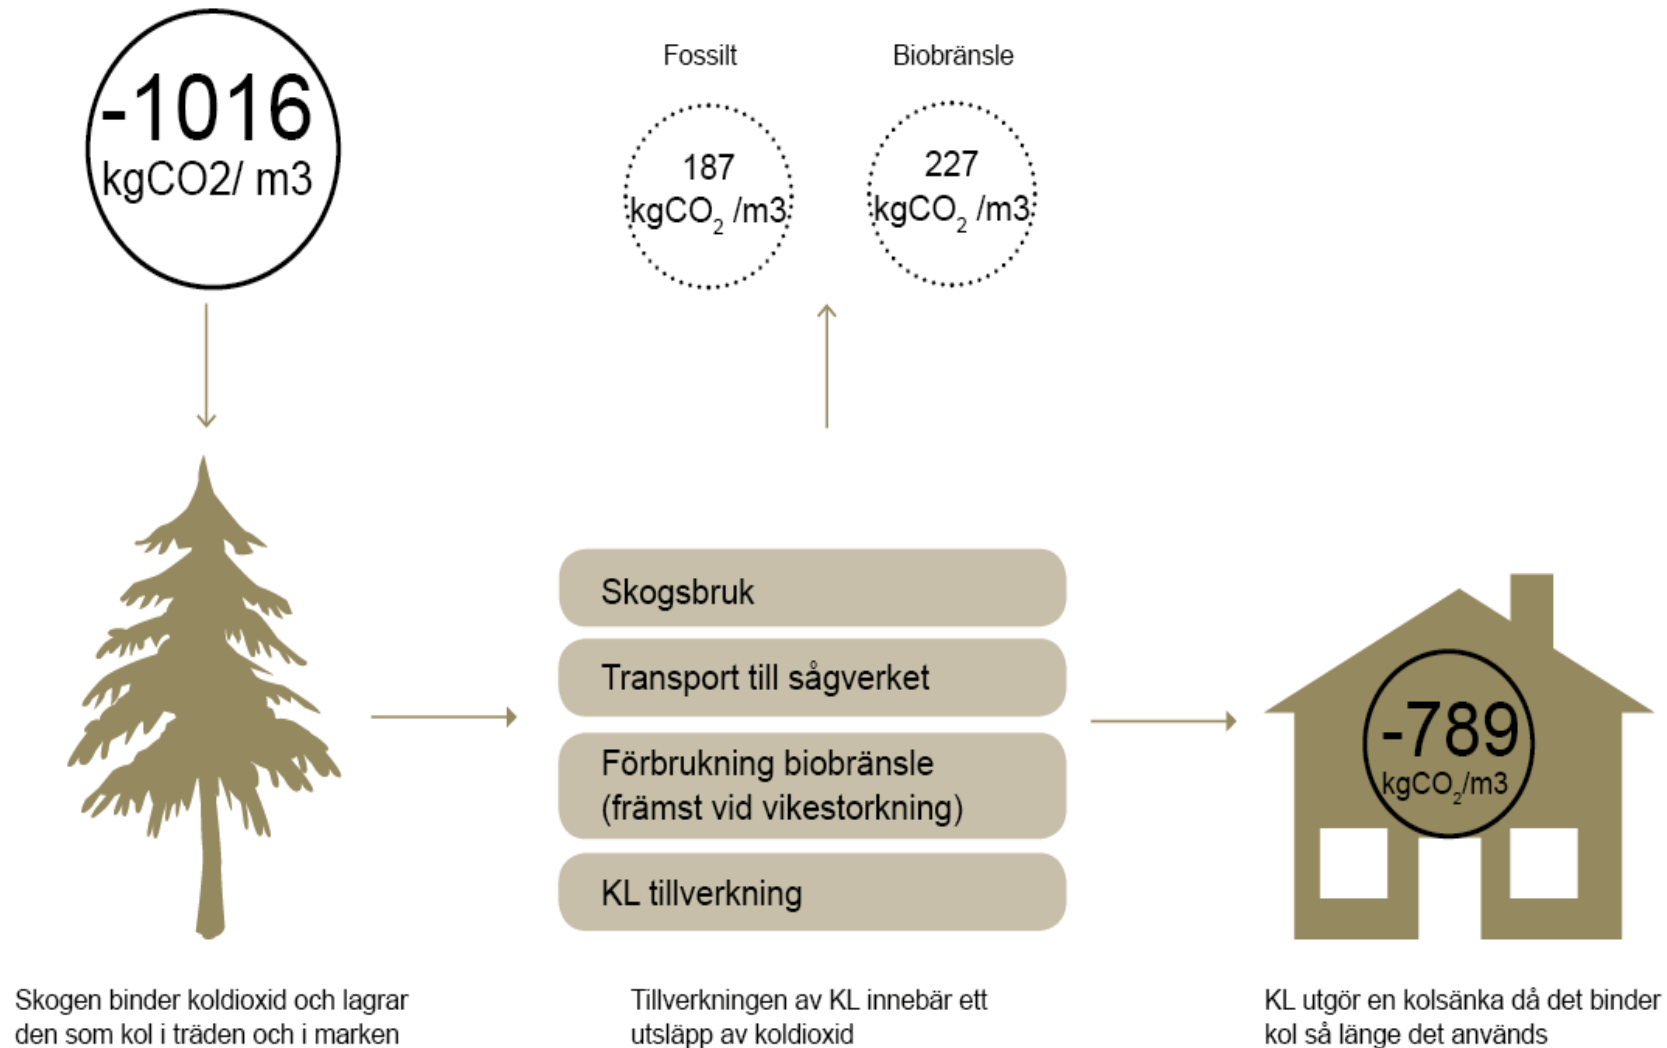 -1016
kgCO2/ m3
Fossilt
187
kgCO₂ /m3
Biobränsle
227
kgCO₂ /m3
Skogsbruk
Transport till sågverket
Förbrukning biobränsle
(främst vid vikestorkning)
KL tillverkning
-789
kgCO₂/m3
Skogen binder koldioxid och lagrar
den som kol i träden och i marken
Tillverkningen av KL innebär ett
utsläpp av koldioxid
KL utgör en kolsänka då det binder
kol så länge det används